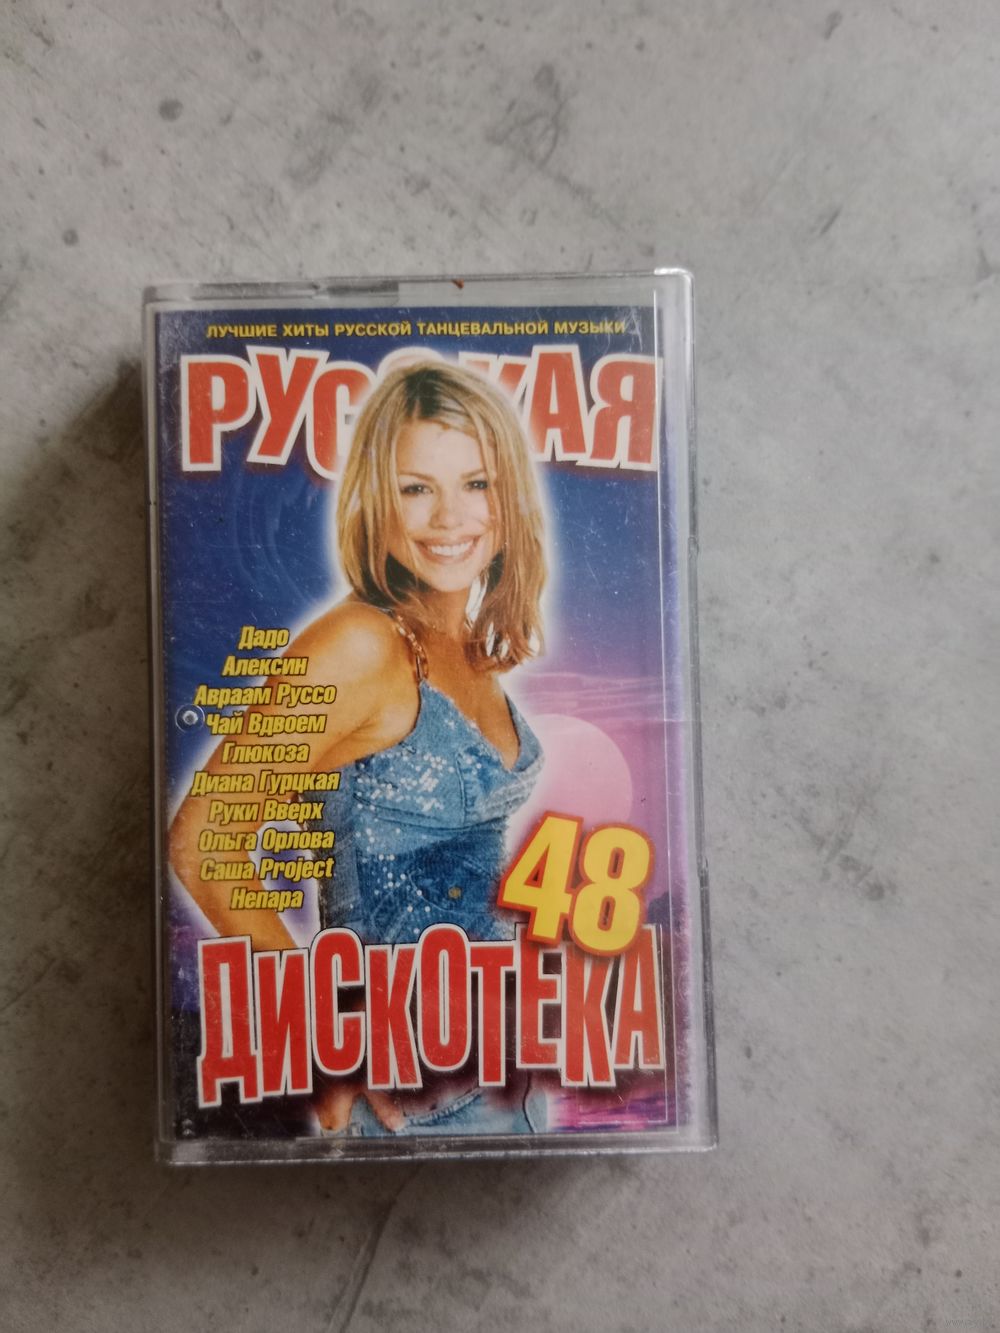 ЛУЧШИЕ ХИТЫ РУССКОЙ ТАНЦЕВАЛЬНОЙ МУЗЫКИ
РУССКАЯ
Дадо
Алексин
Авраам Руссо
Чай Вдвоем
Глюкоза
Диана Гурцкая
Руки Вверх
Ольга Орлова
Саша Project
Непара
48
ДИСКОТЕКА